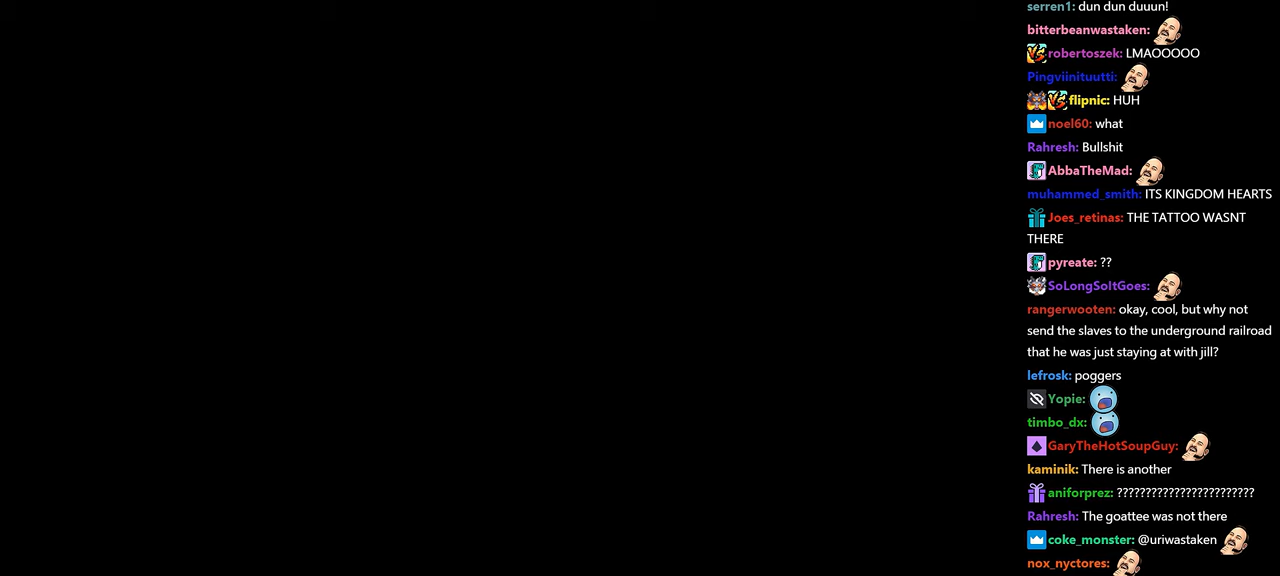 serren1: dun dun duuun!
bitterbeanwastaken:
robertoszek: LMAOOOOO
Pingviinituutti:
flipnic: HUH
noel60: what
Rahresh: Bullshit
AbbaTheMad:
muhammed_smith: ITS KINGDOM HEARTS
Joes_retinas: THE TATTOO WASNT
THERE
pyreate: ??
SoLongSoItGoes:
rangerwooten: okay, cool, but why not
send the slaves to the underground railroad
that he was just staying at with jill?
lefrosk: poggers
Yopie:
timbo_dx:
GaryTheHotSoupGuy:
kaminik: There is another
aniforprez: ????????????????????????
Rahresh: The goattee was not there
coke_monster: @uriwastaken
nox_nyctores: